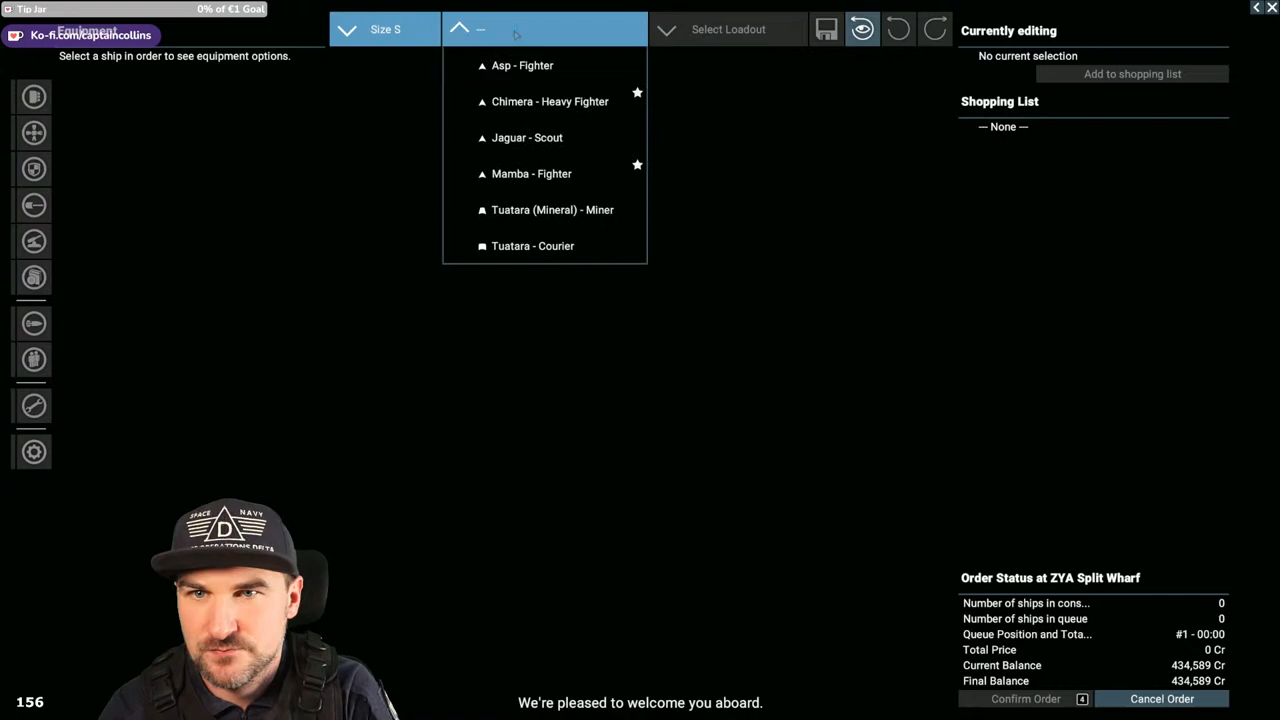 Tip Jar
0% of €1 Goal
Ko-fi.com/captaincollins
Equipment
Select a ship in order to see equipment options.
Size S
---
Select Loadout
Asp - Fighter
Chimera - Heavy Fighter
Jaguar - Scout
Mamba - Fighter
Tuatara (Mineral) - Miner
Tuatara - Courier
Currently editing
No current selection
Add to shopping list
Shopping List
--- None ---
SPACE NAVY
D
OPERATIONS DELTA
Order Status at ZYA Split Wharf
Number of ships in cons... 0
Number of ships in queue 0
Queue Position and Tota... #1 - 00:00
Total Price 0 Cr
Current Balance 434,589 Cr
Final Balance 434,589 Cr
Confirm Order 4
Cancel Order
156
We're pleased to welcome you aboard.